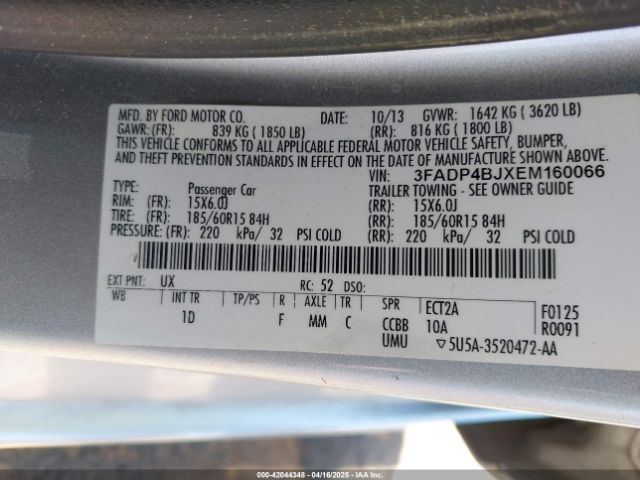 MFD. BY FORD MOTOR CO. DATE: 10/13 GVWR: 1642 KG ( 3620 LB)
GAWR: (FR): 839 KG ( 1850 LB) (RR): 816 KG ( 1800 LB)
THIS VEHICLE CONFORMS TO ALL APPLICABLE FEDERAL MOTOR VEHICLE SAFETY, BUMPER,
AND THEFT PREVENTION STANDARDS IN EFFECT ON THE DATE OF MANUFACTURE SHOWN ABOVE.
VIN: 3FADP4BJXEM160066
TYPE: Passenger Car TRAILER TOWING - SEE OWNER GUIDE
RIM: (FR): 15X6.0J (RR): 15X6.0J
TIRE: (FR): 185/60R15 84H (RR): 185/60R15 84H
PRESSURE: (FR): 220 kPa/ 32 PSI COLD (RR): 220 kPa/ 32 PSI COLD
EXT PNT: UX RC: 52 DSO:
WB INT TR TP/PS R AXLE TR SPR ECT2A F0125
1D F MM C CCBB 10A R0091
UMU ▽5U5A-3520472-AA
000-42044348 - 04/16/2025 - IAA Inc.